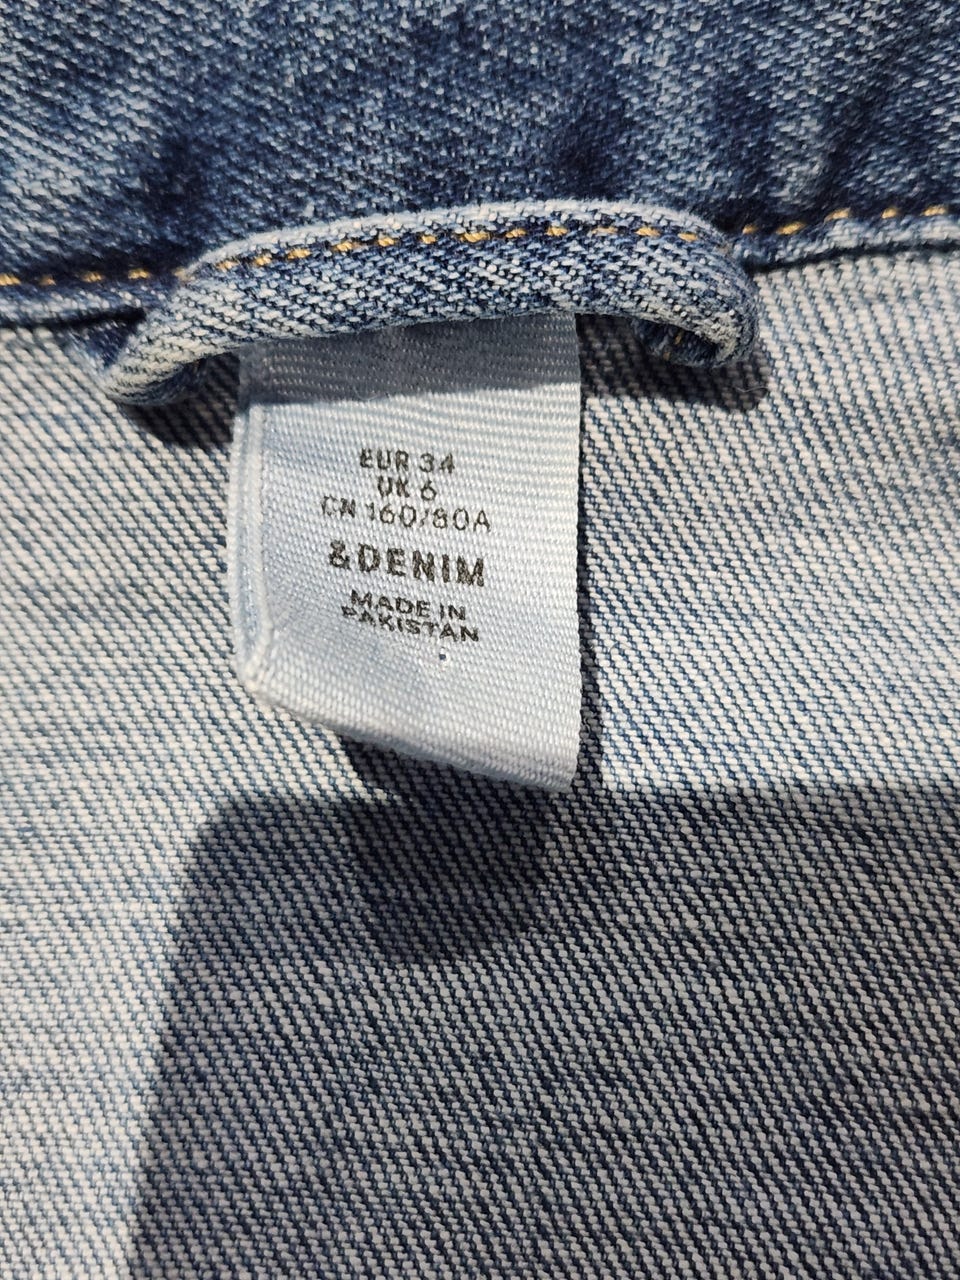 EUR 34
UK 6
CN 160/80A
&DENIM
MADE IN
PAKISTAN